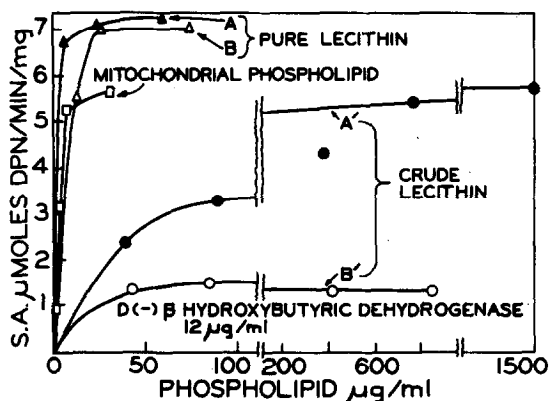 S.A. μMOLES DPN/MIN/mg
7
6
5
4
3
2
1
A
B
PURE LECITHIN
MITOCHONDRIAL PHOSPHOLIPID
A′
CRUDE
LECITHIN
B′
D(-) β HYDROXYBUTYRIC DEHYDROGENASE
12 μg/ml
0 50 100 200 600 1500
PHOSPHOLIPID μg/ml